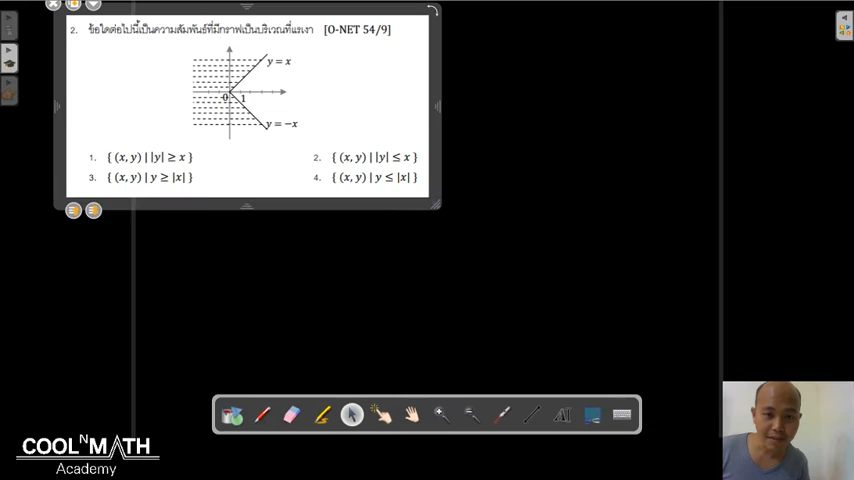 2. ข้อใดต่อไปนี้เป็นความสัมพันธ์ที่มีกราฟเป็นบริเวณที่แรเงา [O-NET 54/9]
y = x
0 1
y = −x
1. { (x, y) | |y| ≥ x }
2. { (x, y) | |y| ≤ x }
3. { (x, y) | y ≥ |x| }
4. { (x, y) | y ≤ |x| }
AI
COOL N MATH
Academy